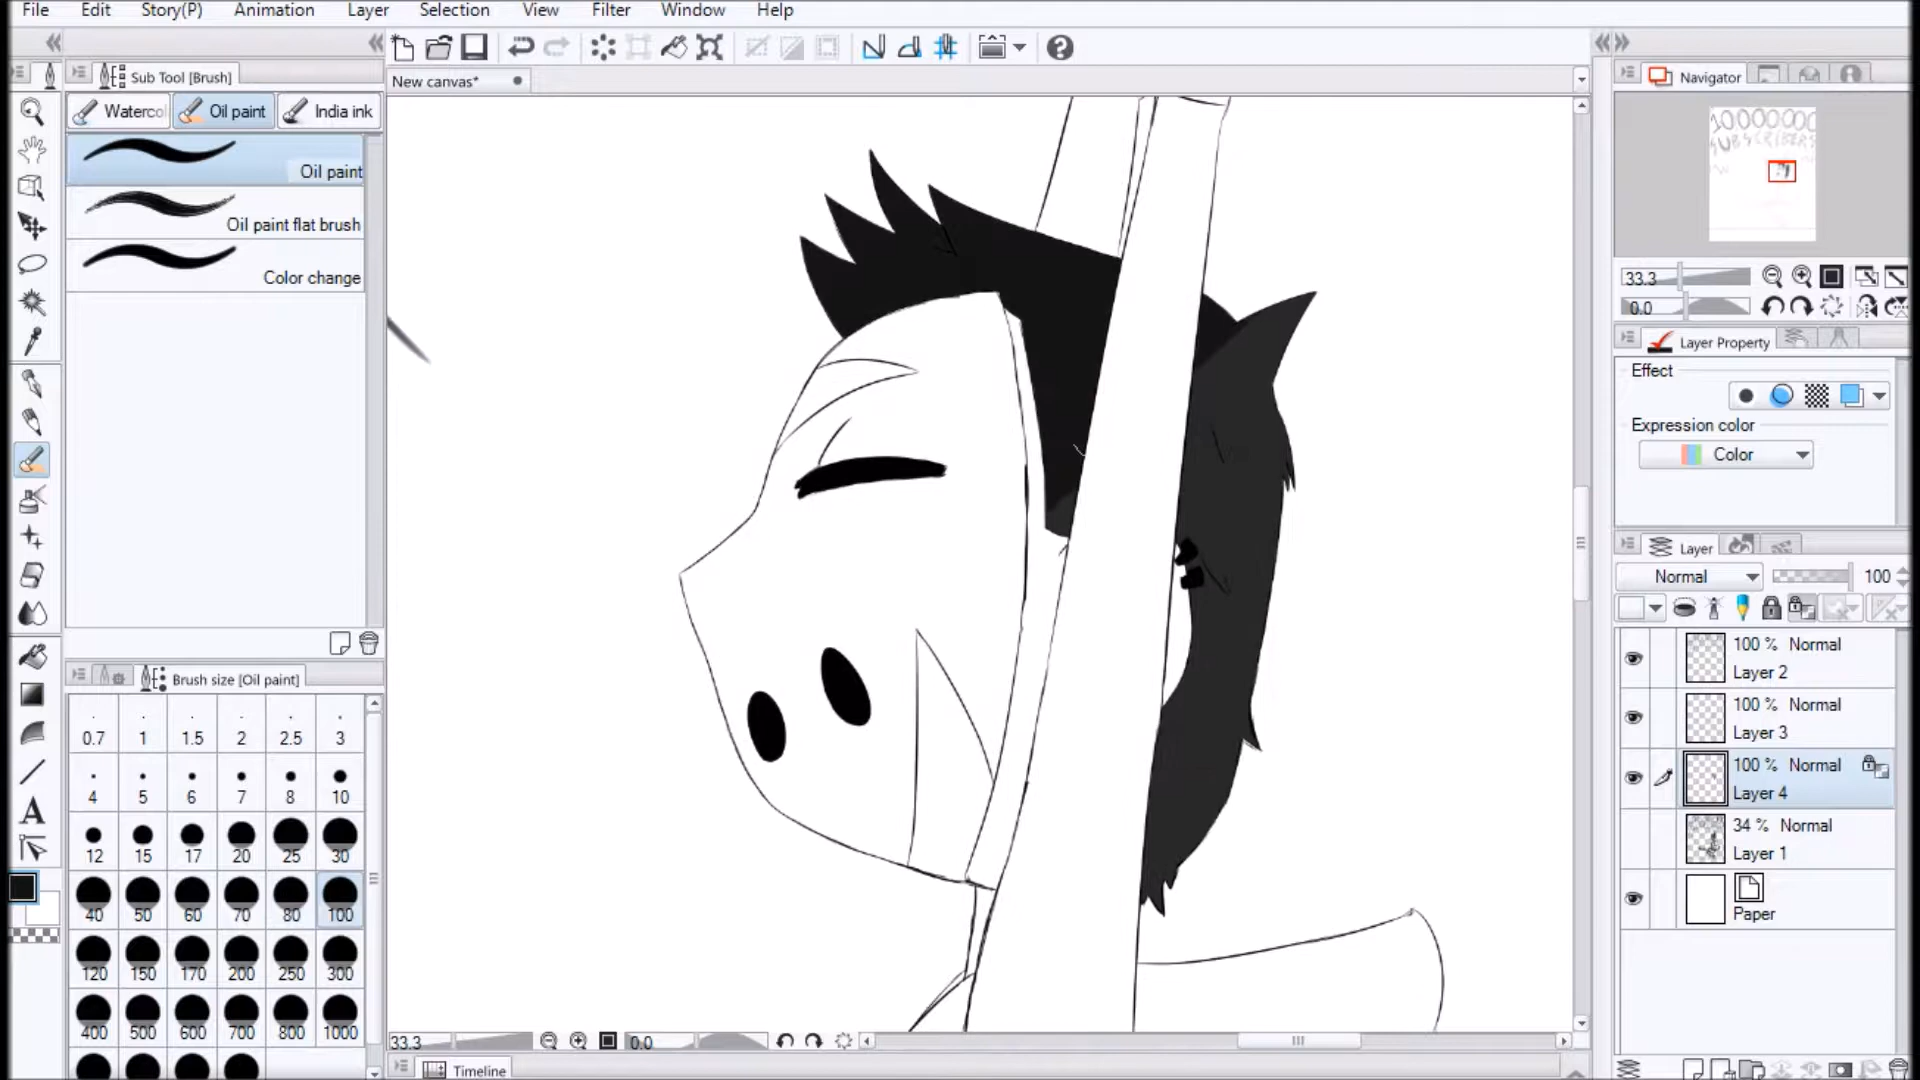 File Edit Story(P) Animation Layer Selection View Filter Window Help
Sub Tool [Brush]
Oil paint India ink
Oil paint
Oil paint flat brush
Color change
Brush size [Oil paint]
0.7 1 1.5 2 2.5 3
4 5 6 7 8 10
12 15 17 20 25 30
40 50 60 70 80 100
120 150 170 200 250 300
400 500 600 700 800 1000
New canvas*
33.3 0.0
Timeline
Navigator
10000000
SUBSCRIBERS
33.3
0.0
Layer Property
Effect
Expression color
Color
Layer
Normal 100
100 % Normal
Layer 2
100 % Normal
Layer 3
100 % Normal
Layer 4
34 % Normal
Layer 1
Paper